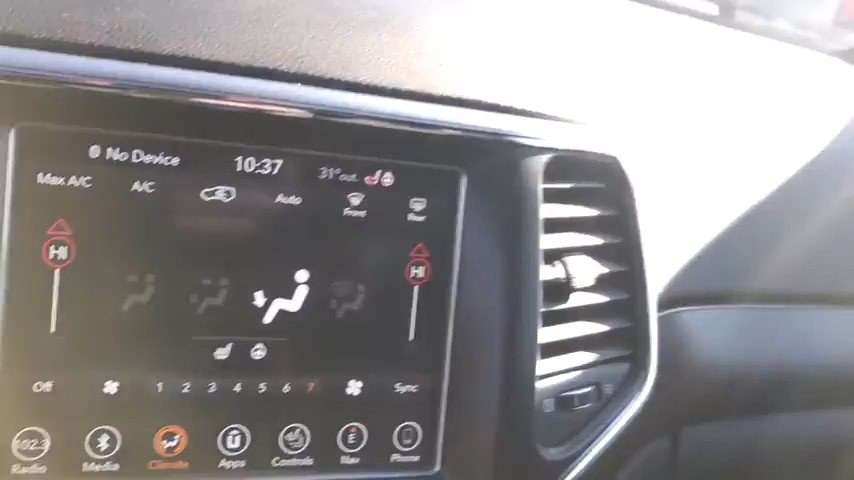 No Device 10:37 31° out
Max A/C A/C Auto Front Rear
HI HI
Off 1 2 3 4 5 6 7 Sync
102.3 E
Radio Media Climate Apps Controls Nav Phone